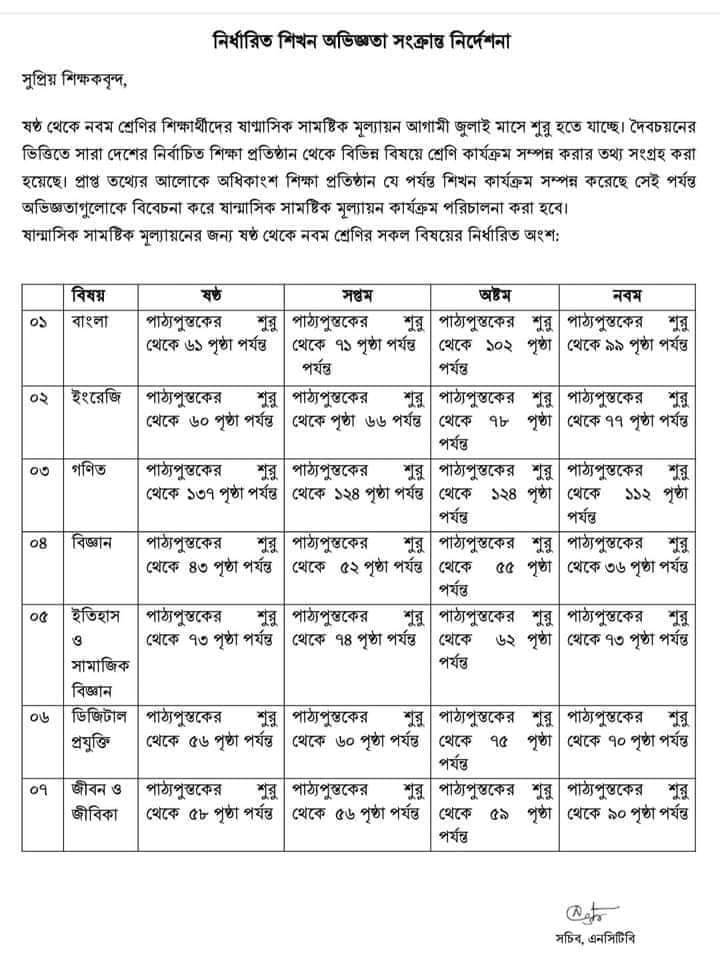 নির্ধারিত শিখন অভিজ্ঞতা সংক্রান্ত নির্দেশনা
সুপ্রিয় শিক্ষকবৃন্দ,
ষষ্ঠ থেকে নবম শ্রেণির শিক্ষার্থীদের ষাণ্মাসিক সামষ্টিক মূল্যায়ন আগামী জুলাই মাসে শুরু হতে যাচ্ছে। দৈবচয়নের
ভিত্তিতে সারা দেশের নির্বাচিত শিক্ষা প্রতিষ্ঠান থেকে বিভিন্ন বিষয়ে শ্রেণি কার্যক্রম সম্পন্ন করার তথ্য সংগ্রহ করা
হয়েছে। প্রাপ্ত তথ্যের আলোকে অধিকাংশ শিক্ষা প্রতিষ্ঠান যে পর্যন্ত শিখন কার্যক্রম সম্পন্ন করেছে সেই পর্যন্ত
অভিজ্ঞতাগুলোকে বিবেচনা করে ষান্মাসিক সামষ্টিক মূল্যায়ন কার্যক্রম পরিচালনা করা হবে।
ষান্মাসিক সামষ্টিক মূল্যায়নের জন্য ষষ্ঠ থেকে নবম শ্রেণির সকল বিষয়ের নির্ধারিত অংশ:
বিষয় ষষ্ঠ সপ্তম অষ্টম নবম
০১ বাংলা পাঠ্যপুস্তকের শুরু পাঠ্যপুস্তকের শুরু পাঠ্যপুস্তকের শুরু পাঠ্যপুস্তকের শুরু
থেকে ৬১ পৃষ্ঠা পর্যন্ত থেকে ৭১ পৃষ্ঠা পর্যন্ত থেকে ১০২ পৃষ্ঠা থেকে ৯৯ পৃষ্ঠা পর্যন্ত
পর্যন্ত পর্যন্ত
০২ ইংরেজি পাঠ্যপুস্তকের শুরু পাঠ্যপুস্তকের শুরু পাঠ্যপুস্তকের শুরু পাঠ্যপুস্তকের শুরু
থেকে ৬০ পৃষ্ঠা পর্যন্ত থেকে পৃষ্ঠা ৬৬ পর্যন্ত থেকে ৭৮ পৃষ্ঠা থেকে ৭৭ পৃষ্ঠা পর্যন্ত
পর্যন্ত
০৩ গণিত পাঠ্যপুস্তকের শুরু পাঠ্যপুস্তকের শুরু পাঠ্যপুস্তকের শুরু পাঠ্যপুস্তকের শুরু
থেকে ১৩৭ পৃষ্ঠা পর্যন্ত থেকে ১২৪ পৃষ্ঠা পর্যন্ত থেকে ১২৪ পৃষ্ঠা থেকে ১১২ পৃষ্ঠা
পর্যন্ত পর্যন্ত
০৪ বিজ্ঞান পাঠ্যপুস্তকের শুরু পাঠ্যপুস্তকের শুরু পাঠ্যপুস্তকের শুরু পাঠ্যপুস্তকের শুরু
থেকে ৪৩ পৃষ্ঠা পর্যন্ত থেকে ৫২ পৃষ্ঠা পর্যন্ত থেকে ৫৫ পৃষ্ঠা থেকে ৩৬ পৃষ্ঠা পর্যন্ত
পর্যন্ত
০৫ ইতিহাস পাঠ্যপুস্তকের শুরু পাঠ্যপুস্তকের শুরু পাঠ্যপুস্তকের শুরু পাঠ্যপুস্তকের শুরু
ও থেকে ৭৩ পৃষ্ঠা পর্যন্ত থেকে ৭৪ পৃষ্ঠা পর্যন্ত থেকে ৬২ পৃষ্ঠা থেকে ৭৩ পৃষ্ঠা পর্যন্ত
সামাজিক পর্যন্ত
বিজ্ঞান
০৬ ডিজিটাল পাঠ্যপুস্তকের শুরু পাঠ্যপুস্তকের শুরু পাঠ্যপুস্তকের শুরু পাঠ্যপুস্তকের শুরু
প্রযুক্তি থেকে ৫৬ পৃষ্ঠা পর্যন্ত থেকে ৬০ পৃষ্ঠা পর্যন্ত থেকে ৭৫ পৃষ্ঠা থেকে ৭০ পৃষ্ঠা পর্যন্ত
পর্যন্ত
০৭ জীবন ও পাঠ্যপুস্তকের শুরু পাঠ্যপুস্তকের শুরু পাঠ্যপুস্তকের শুরু পাঠ্যপুস্তকের শুরু
জীবিকা থেকে ৫৮ পৃষ্ঠা পর্যন্ত থেকে ৫৬ পৃষ্ঠা পর্যন্ত থেকে ৫৯ পৃষ্ঠা থেকে ৯০ পৃষ্ঠা পর্যন্ত
পর্যন্ত
সচিব, এনসিটিবি